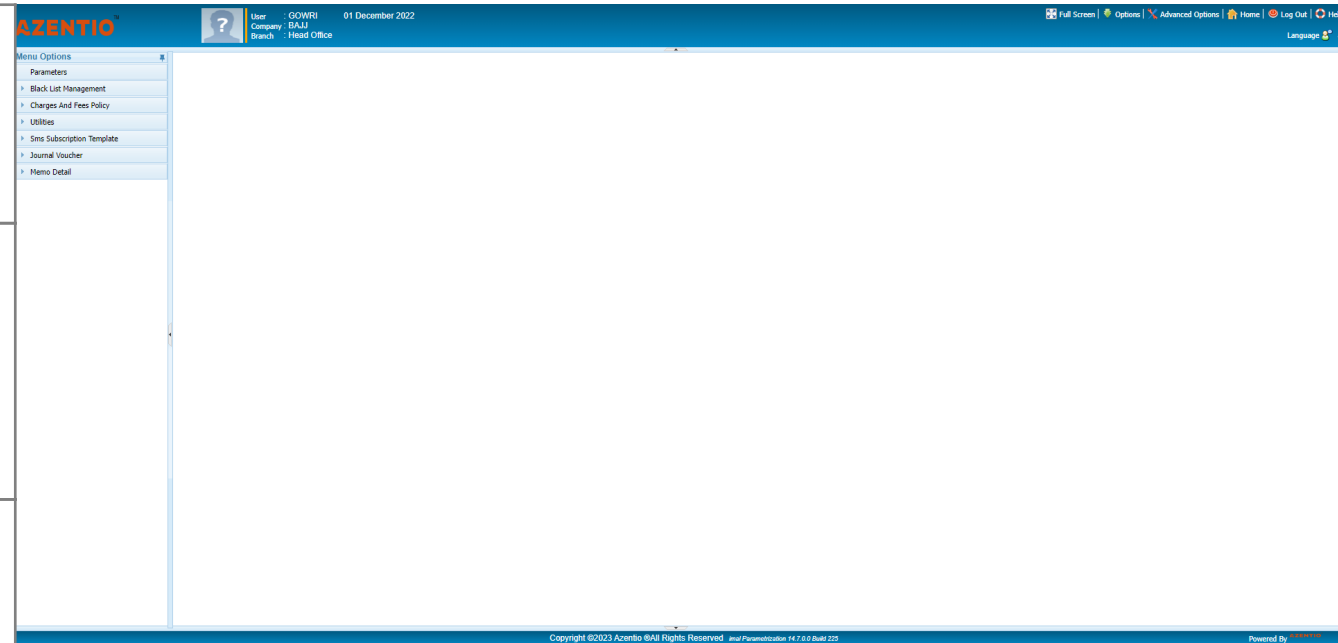 AZENTIO
User : GOWRI 01 December 2022
Company : BAJJ
Branch : Head Office
Full Screen | Options | Advanced Options | Home | Log Out | He
Language
Menu Options
Parameters
Black List Management
Charges And Fees Policy
Utilities
Sms Subscription Template
Journal Voucher
Memo Detail
Copyright ©2023 Azentio ®All Rights Reserved imal Parametrization 14.7.0.0 Build 225
Powered By AZENTIO